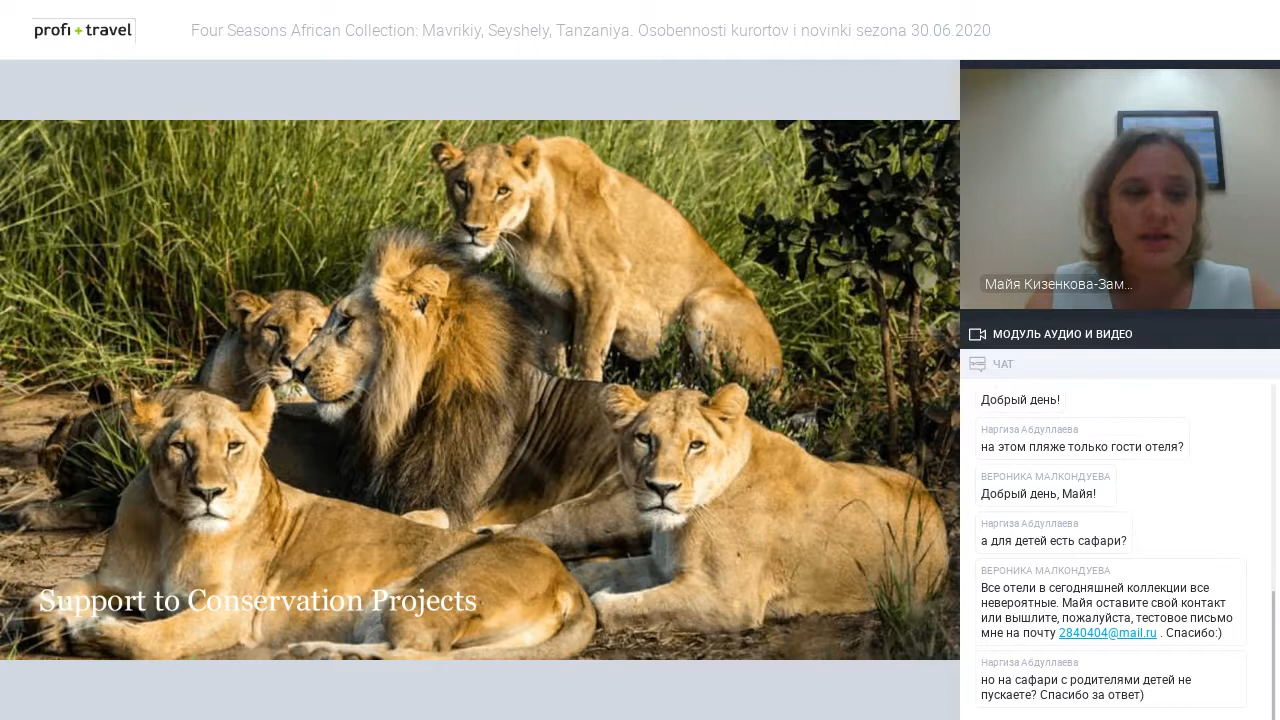 profi + travel
Four Seasons African Collection: Mavrikiy, Seyshely, Tanzaniya. Osobennosti kurortov i novinki sezona 30.06.2020
Support to Conservation Projects
Майя Кизенкова-Зам...
МОДУЛЬ АУДИО И ВИДЕО
ЧАТ
Добрый день!
Наргиза Абдуллаева
на этом пляже только гости отеля?
ВЕРОНИКА МАЛКОНДУЕВА
Добрый день, Майя!
Наргиза Абдуллаева
а для детей есть сафари?
ВЕРОНИКА МАЛКОНДУЕВА
Все отели в сегодняшней коллекции все
невероятные. Майя оставите свой контакт
или вышлите, пожалуйста, тестовое письмо
мне на почту 2840404@mail.ru . Спасибо:)
Наргиза Абдуллаева
но на сафари с родителями детей не
пускаете? Спасибо за ответ)